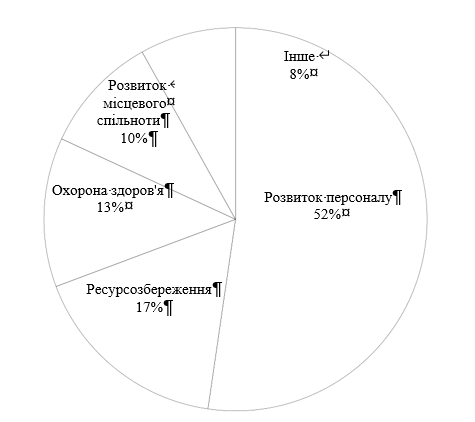 Інше
8%
Розвиток
місцевого
спільноти
10%
Охорона здоров'я
13%
Розвиток персоналу
52%
Ресурсозбереження
17%